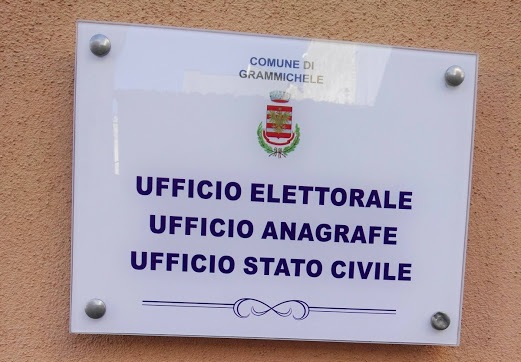 COMUNE DI
GRAMMICHELE
UFFICIO ELETTORALE
UFFICIO ANAGRAFE
UFFICIO STATO CIVILE